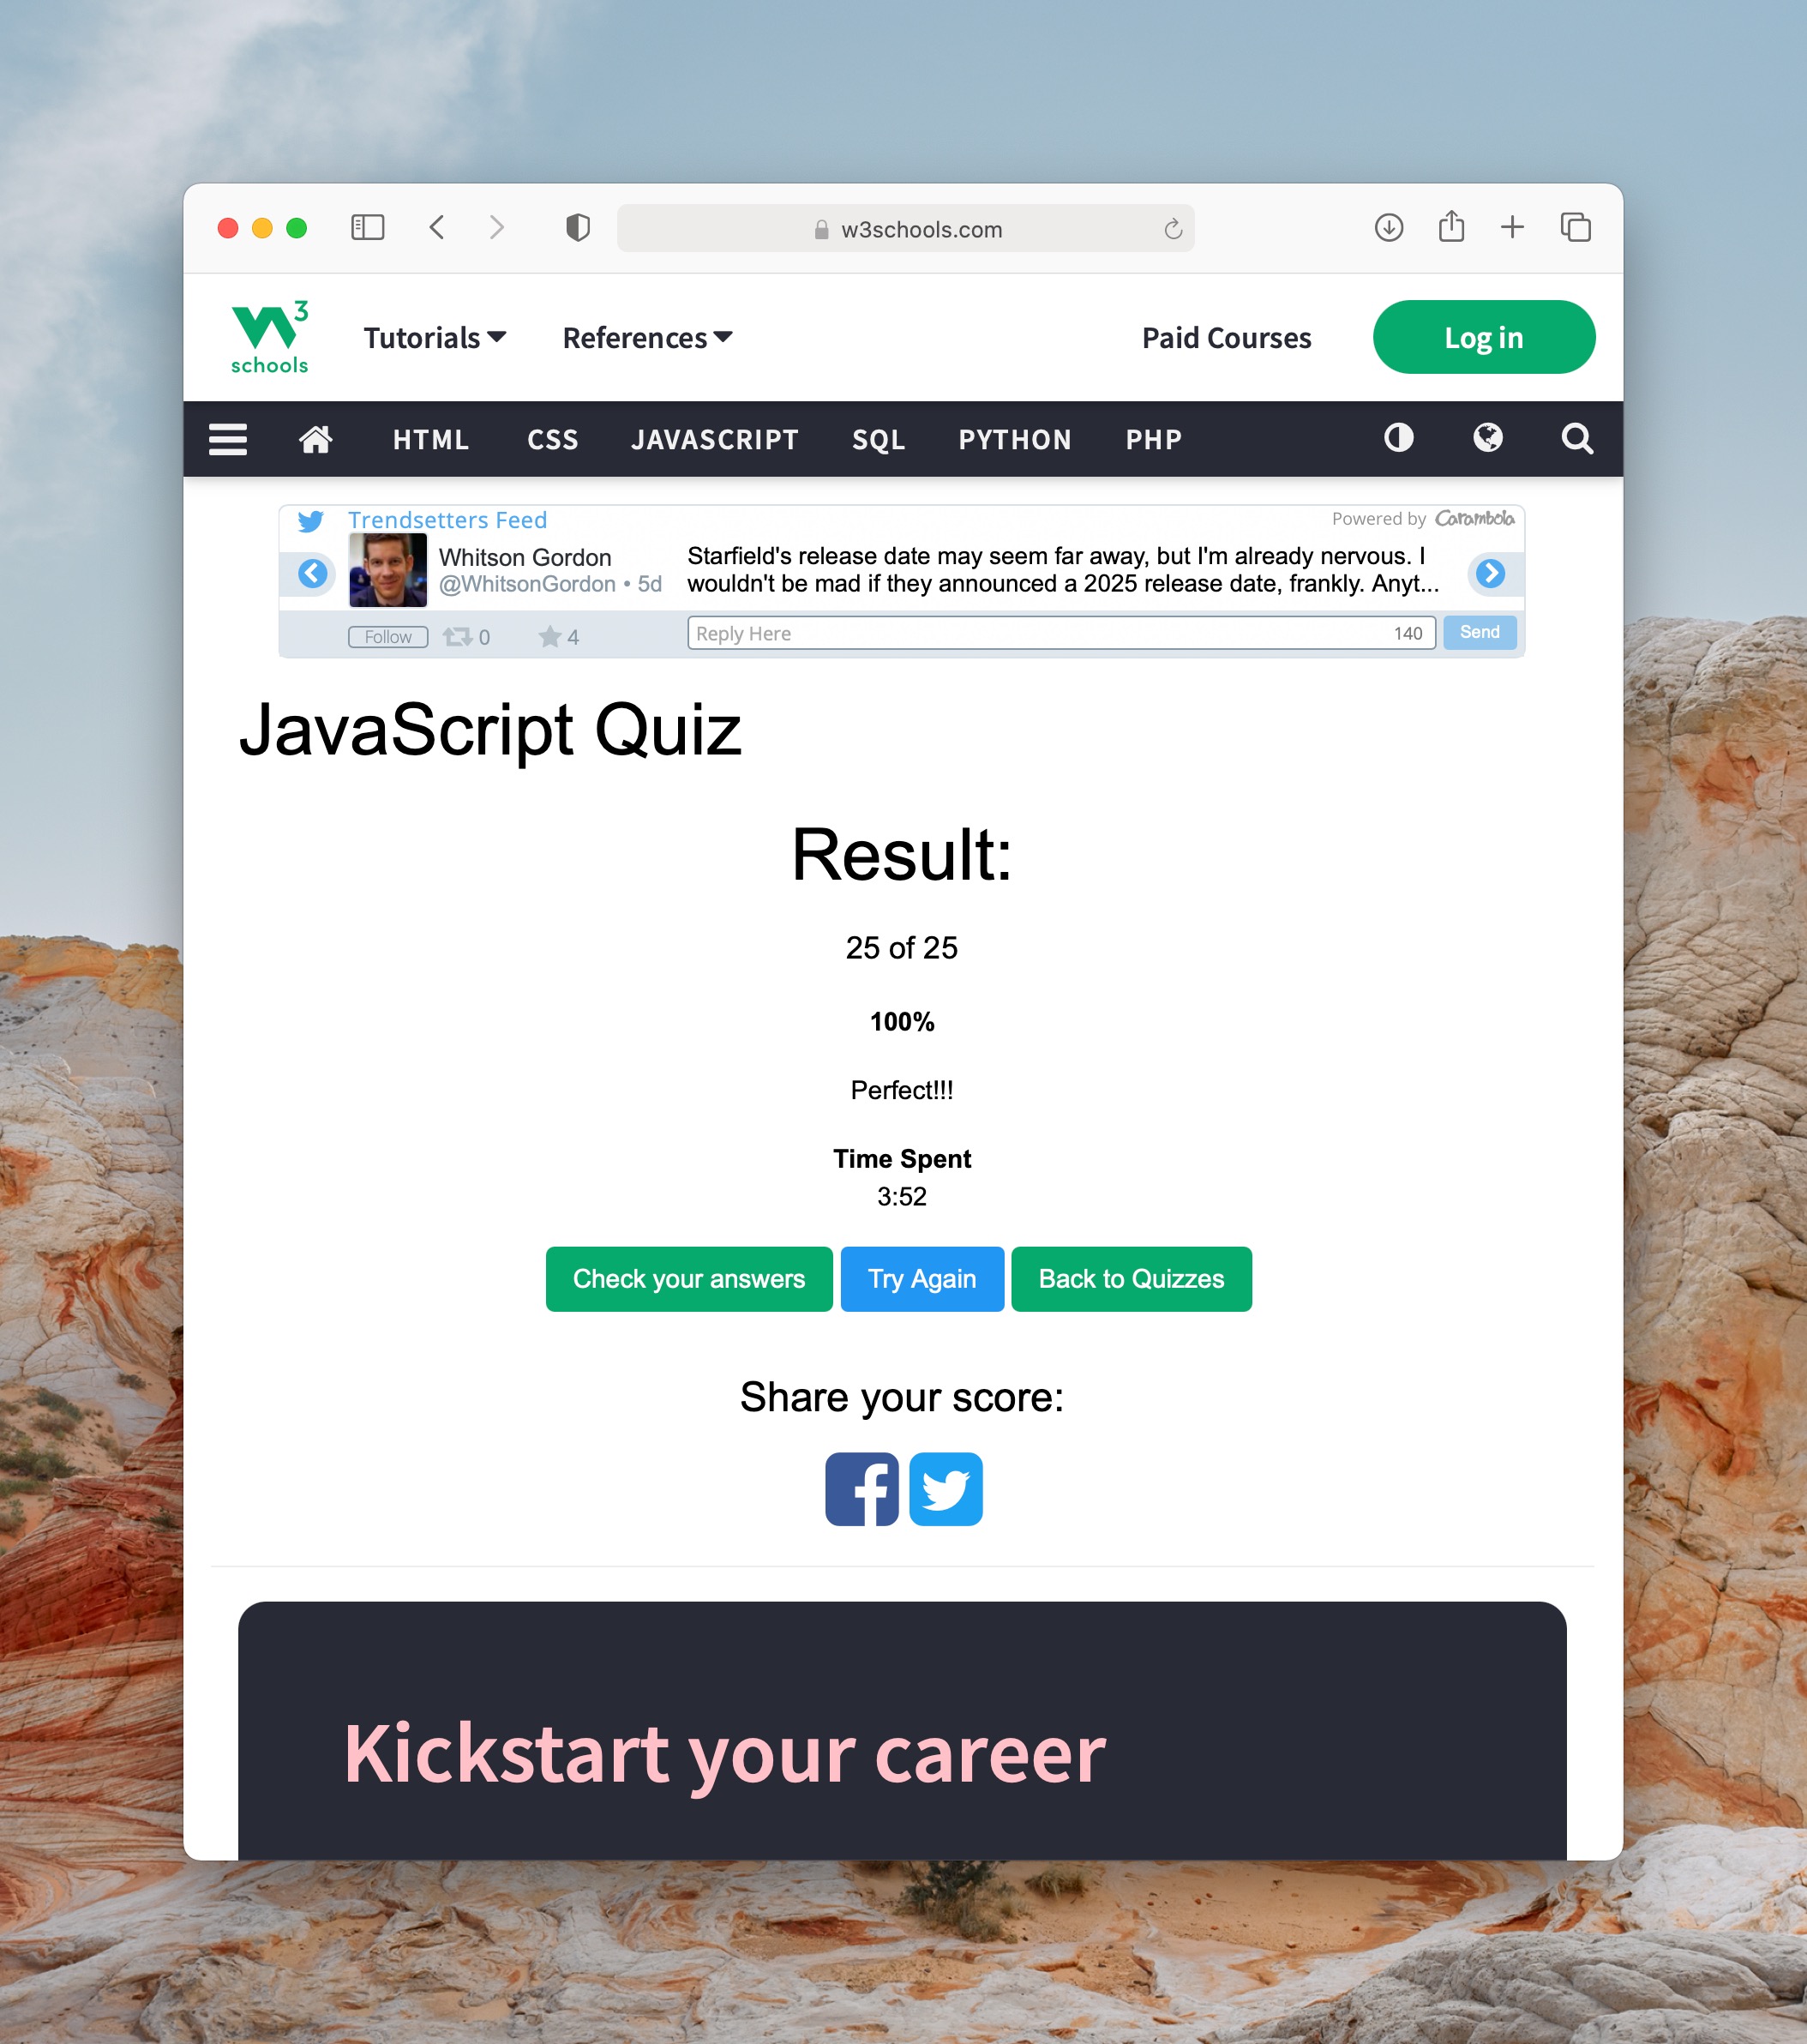 w3schools.com
W3
schools
Tutorials
References
Paid Courses
Log in
HTML CSS JAVASCRIPT SQL PYTHON PHP
Trendsetters Feed
Powered by Carambola
Whitson Gordon
@WhitsonGordon • 5d
Starfield's release date may seem far away, but I'm already nervous. I
wouldn't be mad if they announced a 2025 release date, frankly. Anyt...
Follow 0 4
Reply Here 140 Send
JavaScript Quiz
Result:
25 of 25
100%
Perfect!!!
Time Spent
3:52
Check your answers Try Again Back to Quizzes
Share your score:
Kickstart your career